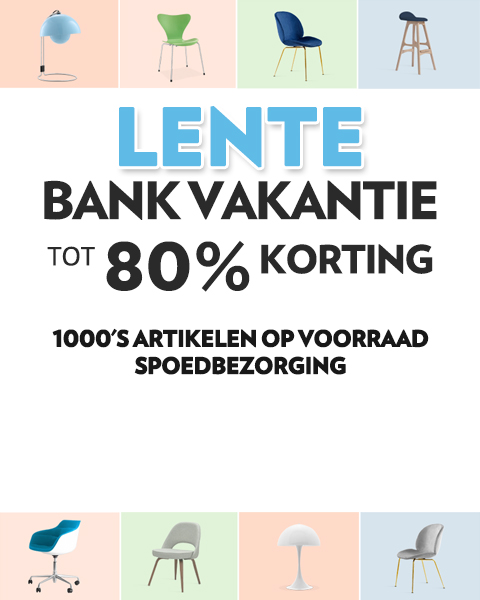 LENTE
BANK VAKANTIE
TOT 80% KORTING
1000'S ARTIKELEN OP VOORRAAD
SPOEDBEZORGING